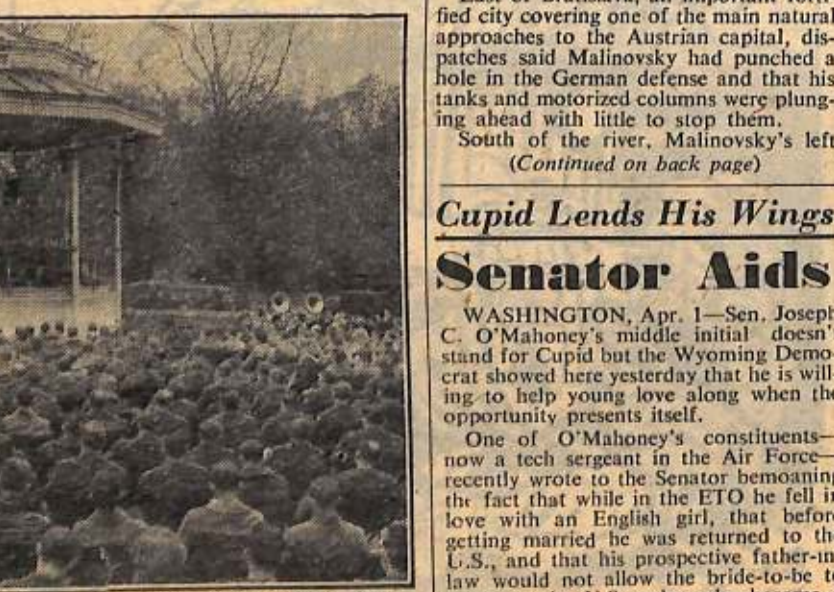 fied city covering one of the main natural
approaches to the Austrian capital, dis-
patches said Malinovsky had punched a
hole in the German defense and that his
tanks and motorized columns were plung-
ing ahead with little to stop them.
South of the river, Malinovsky's left
(Continued on back page)
Cupid Lends His Wings
Senator Aids
WASHINGTON, Apr. 1—Sen. Joseph
C. O'Mahoney's middle initial doesn'
stand for Cupid but the Wyoming Demo-
crat showed here yesterday that he is will-
ing to help young love along when the
opportunity presents itself.
One of O'Mahoney's constituents—
now a tech sergeant in the Air Force—
recently wrote to the Senator bemoaning
the fact that while in the ETO he fell i
love with an English girl, that befor
getting married he was returned to th
U.S., and that his prospective father-in-
law would not allow the bride-to-be t